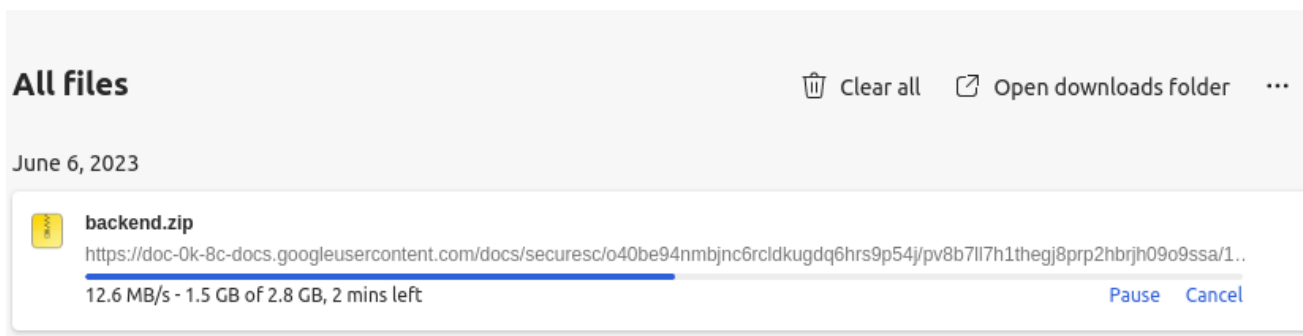 All files
Clear all
Open downloads folder
...
June 6, 2023
backend.zip
https://doc-0k-8c-docs.googleusercontent.com/docs/securesc/o40be94nmbjnc6rcldkugdq6hrs9p54j/pv8b7ll7h1thegj8prp2hbrjh09o9ssa/1..
12.6 MB/s - 1.5 GB of 2.8 GB, 2 mins left
Pause
Cancel